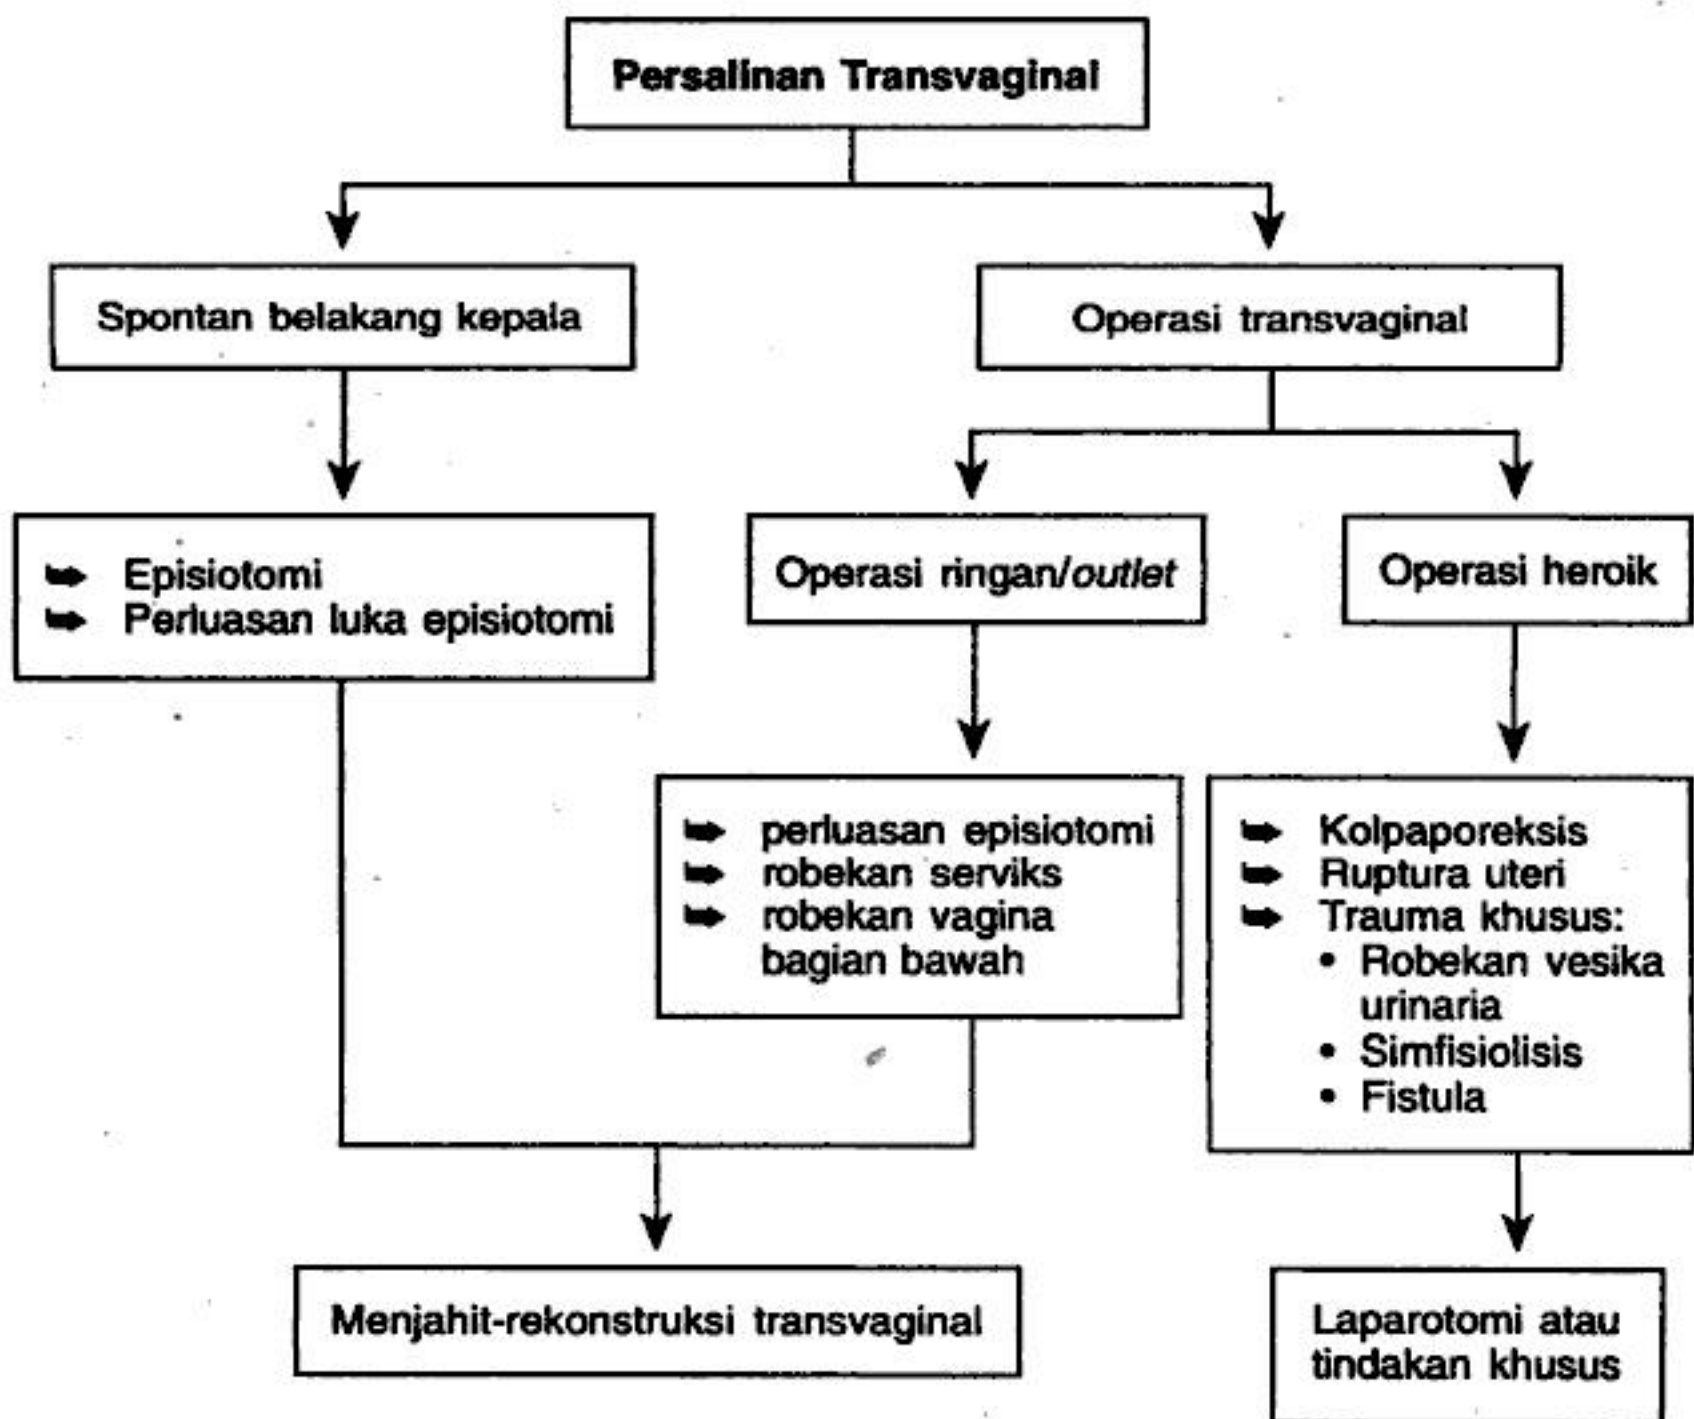 Persalinan Transvaginal
Spontan belakang kepala
Operasi transvaginal
Episiotomi
Perluasan luka episiotomi
Operasi ringan/outlet
Operasi heroik
perluasan episiotomi
robekan serviks
robekan vagina
bagian bawah
Kolpaporeksis
Ruptura uteri
Trauma khusus:
• Robekan vesika
urinaria
• Simfisiolisis
• Fistula
Menjahit-rekonstruksi transvaginal
Laparotomi atau
tindakan khusus